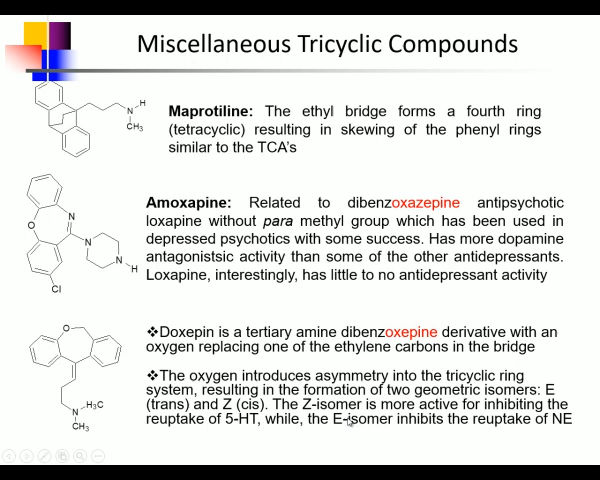 Miscellaneous Tricyclic Compounds
N
H
CH₃
Maprotiline: The ethyl bridge forms a fourth ring
(tetracyclic) resulting in skewing of the phenyl rings
similar to the TCA's
O
N
N
N
H
Cl
Amoxapine: Related to dibenzoxazepine antipsychotic
loxapine without para methyl group which has been used in
depressed psychotics with some success. Has more dopamine
antagonistsic activity than some of the other antidepressants.
Loxapine, interestingly, has little to no antidepressant activity
O
N
H₃C
CH₃
❖Doxepin is a tertiary amine dibenzoxepine derivative with an
oxygen replacing one of the ethylene carbons in the bridge
❖The oxygen introduces asymmetry into the tricyclic ring
system, resulting in the formation of two geometric isomers: E
(trans) and Z (cis). The Z-isomer is more active for inhibiting the
reuptake of 5-HT, while, the E-isomer inhibits the reuptake of NE